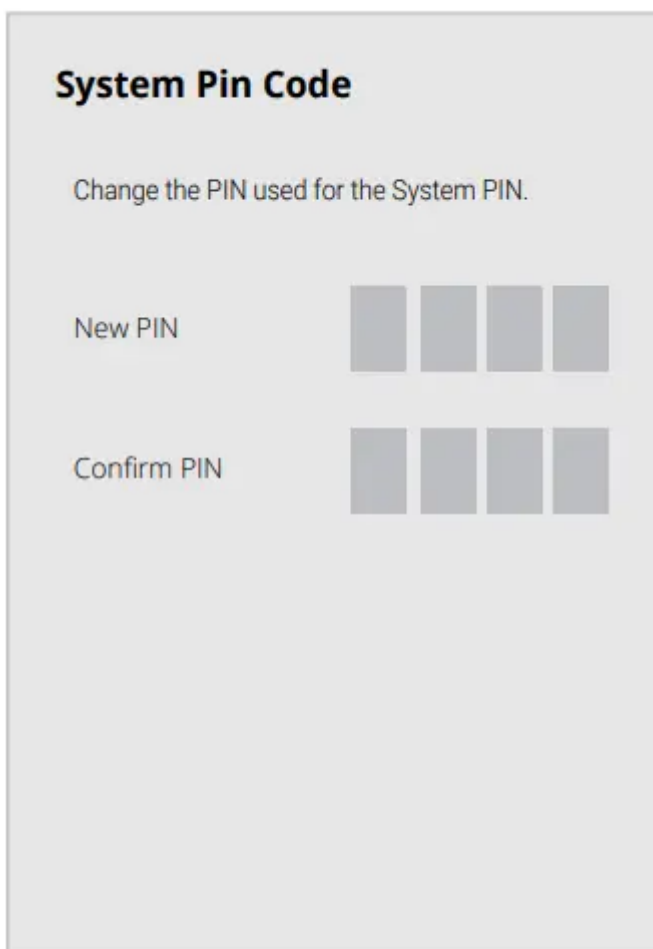 System Pin Code
Change the PIN used for the System PIN.
New PIN
Confirm PIN